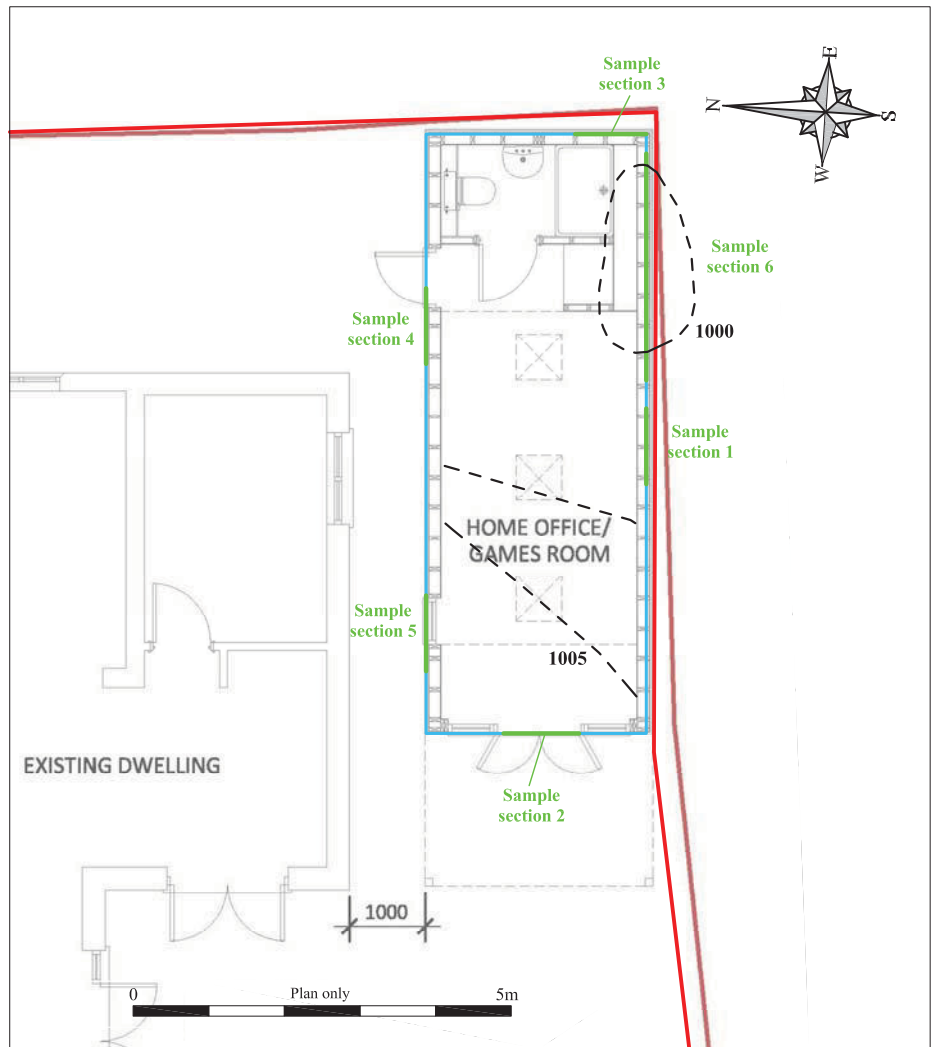 Sample
section 3
E
N
S
W
Sample
section 6
Sample
section 4
1000
Sample
section 1
HOME OFFICE/
GAMES ROOM
Sample
section 5
1005
EXISTING DWELLING
Sample
section 2
1000
0
Plan only
5m